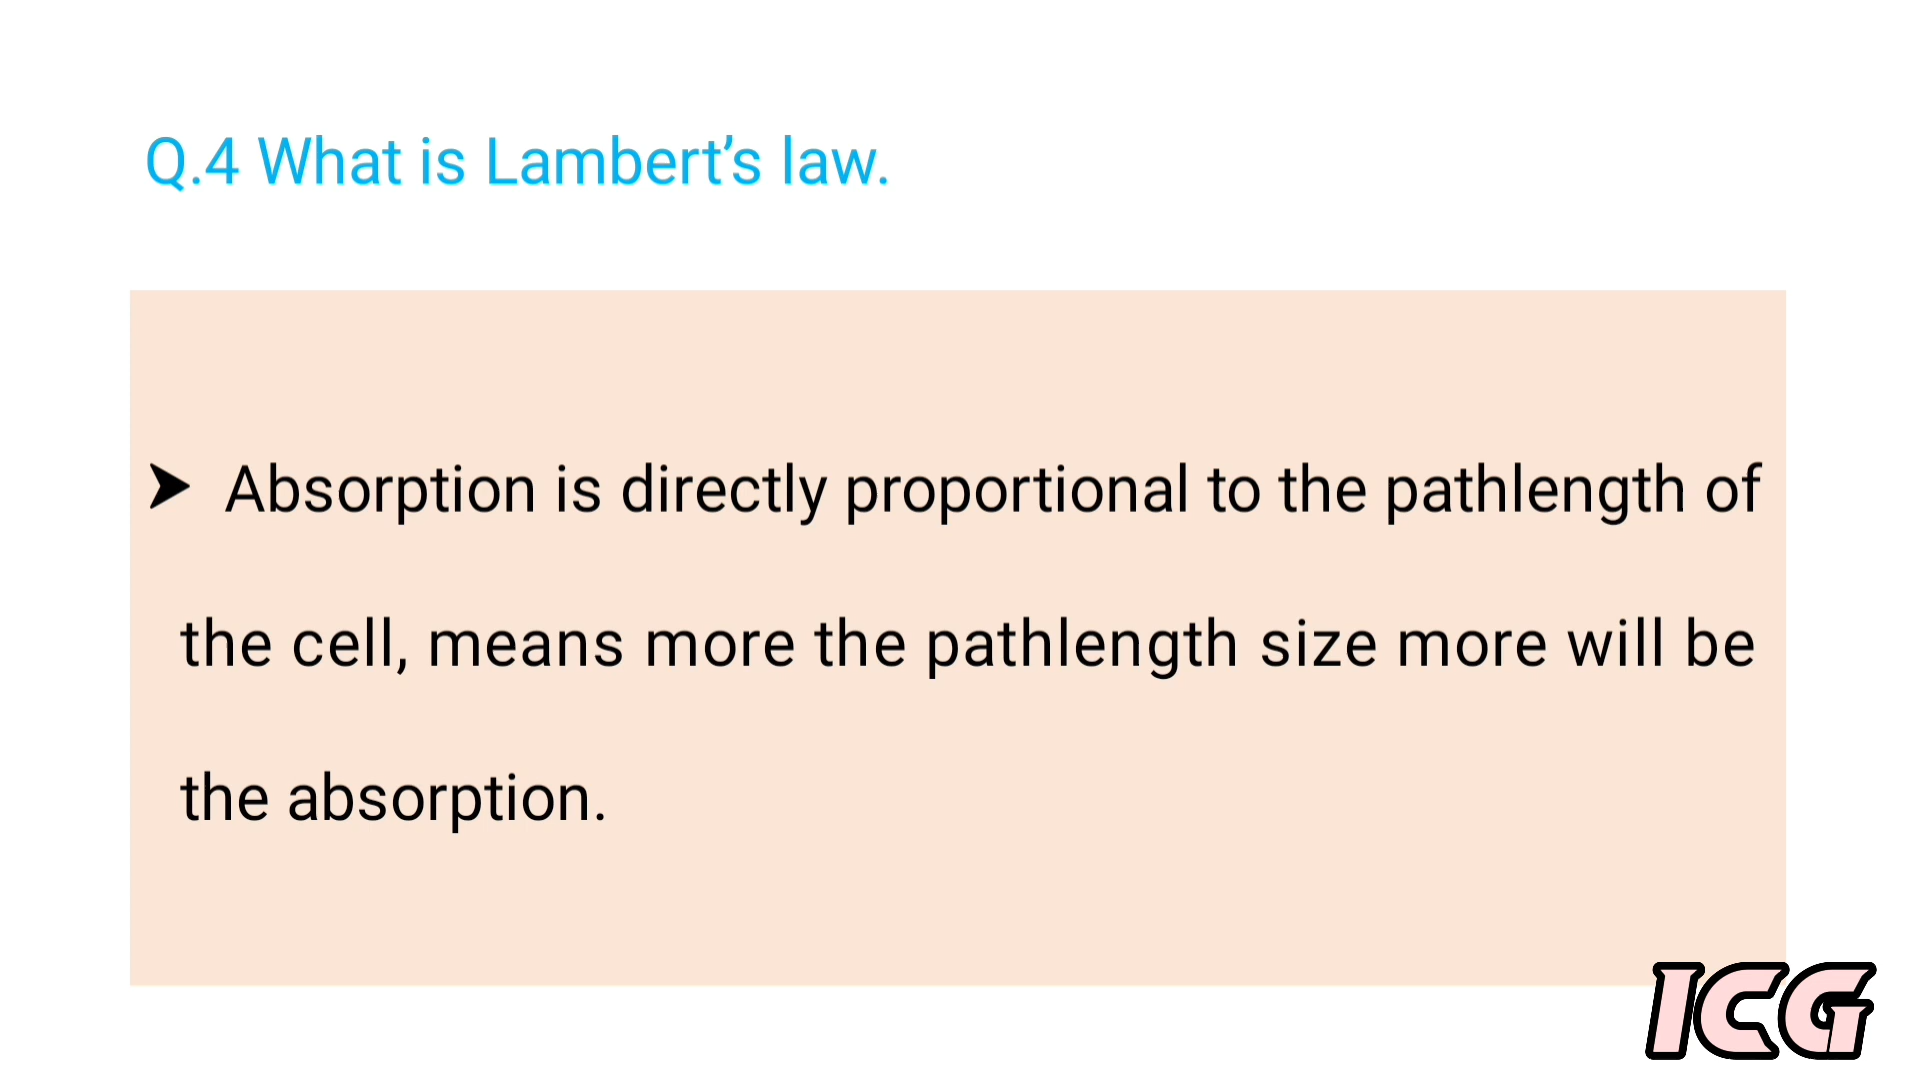 Q.4 What is Lambert’s law.
➤ Absorption is directly proportional to the pathlength of
the cell, means more the pathlength size more will be
the absorption.
ICG